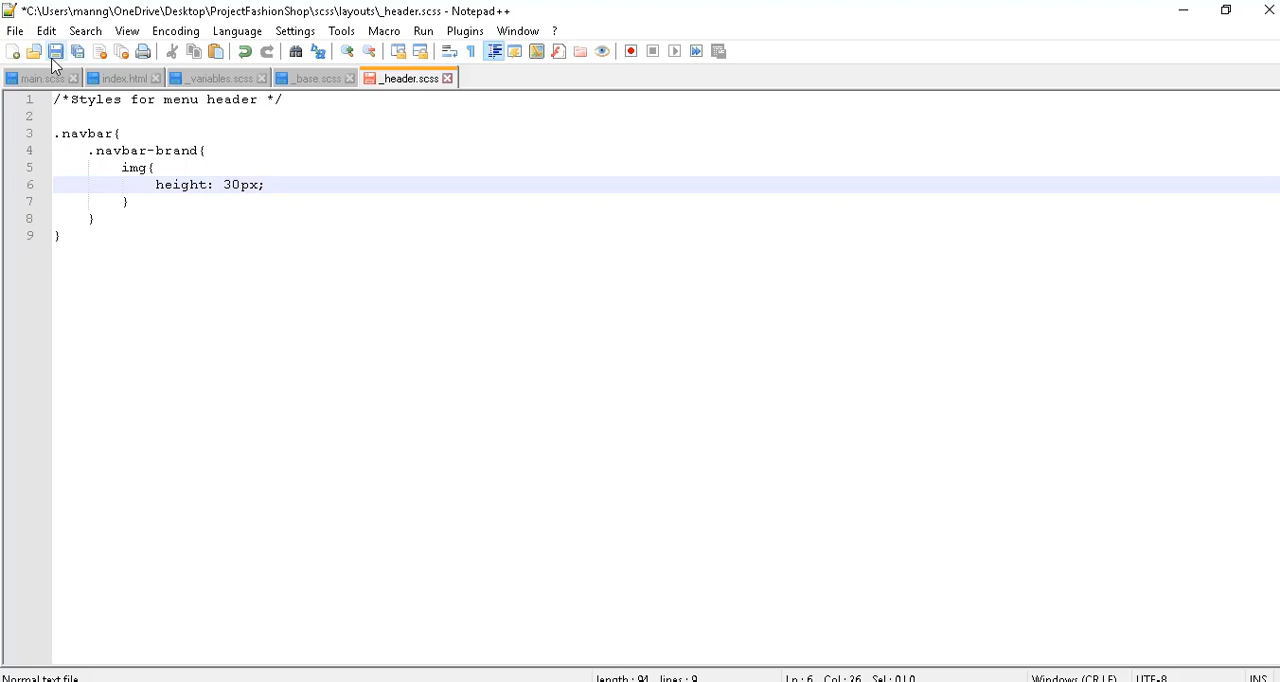 *C:\Users\manng\OneDrive\Desktop\ProjectFashionShop\scss\layouts\_header.scss - Notepad++
File Edit Search View Encoding Language Settings Tools Macro Run Plugins Window ?
main.scss index.html _variables.scss _base.scss _header.scss
1 /*Styles for menu header */
2
3 .navbar{
4 .navbar-brand{
5 img{
6 height: 30px;
7 }
8 }
9 }
Normal text file length : 94 lines : 9 Ln : 6 Col : 26 Sel : 0 | 0 Windows (CR LF) UTF-8 INS